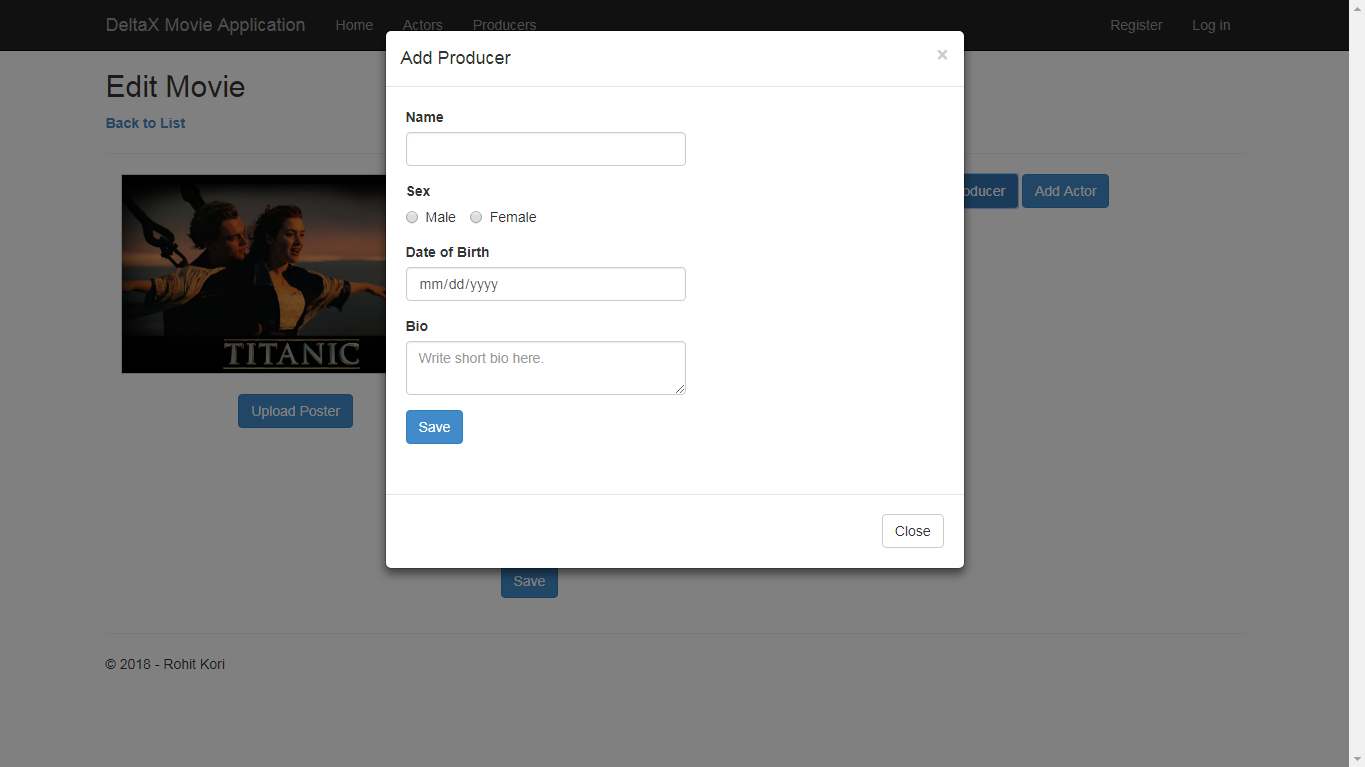 DeltaX Movie Application Home Actors Producers Register Log in
Add Producer ×
Edit Movie
Back to List
Name
Sex
Male Female
Date of Birth
mm/dd/yyyy
Bio
Write short bio here.
Save
Close
TITANIC
Upload Poster
Add Actor
Save
© 2018 - Rohit Kori